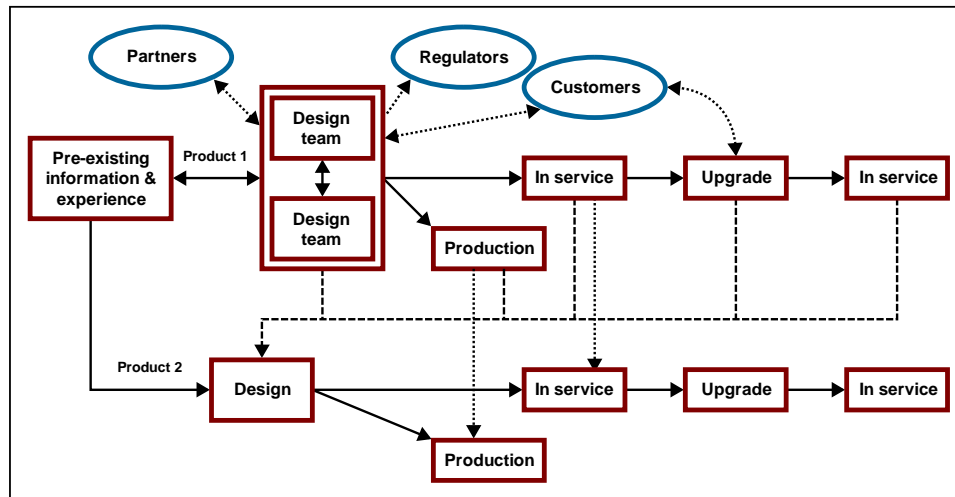 Partners
Regulators
Customers
Design
team
Pre-existing
information &
experience
Product 1
In service
Upgrade
In service
Design
team
Production
Product 2
Design
In service
Upgrade
In service
Production